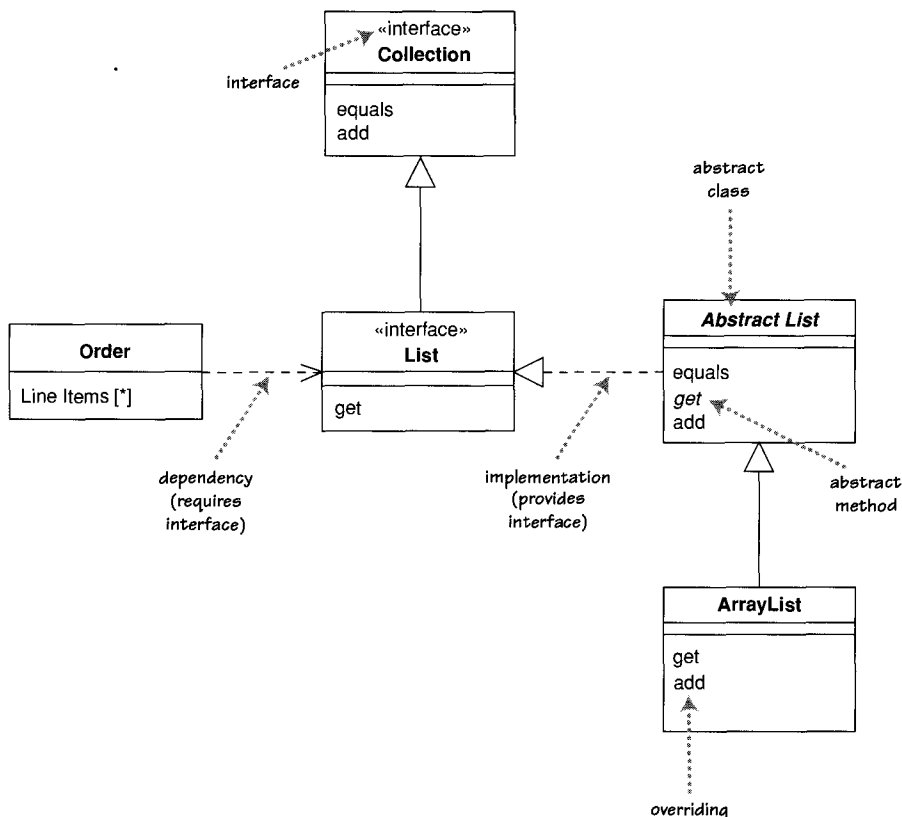 «interface»
Collection
interface
equals
add
abstract
class
«interface»
List
get
Abstract List
equals
get
add
Order
Line Items [*]
dependency
(requires
interface)
implementation
(provides
interface)
abstract
method
ArrayList
get
add
overriding